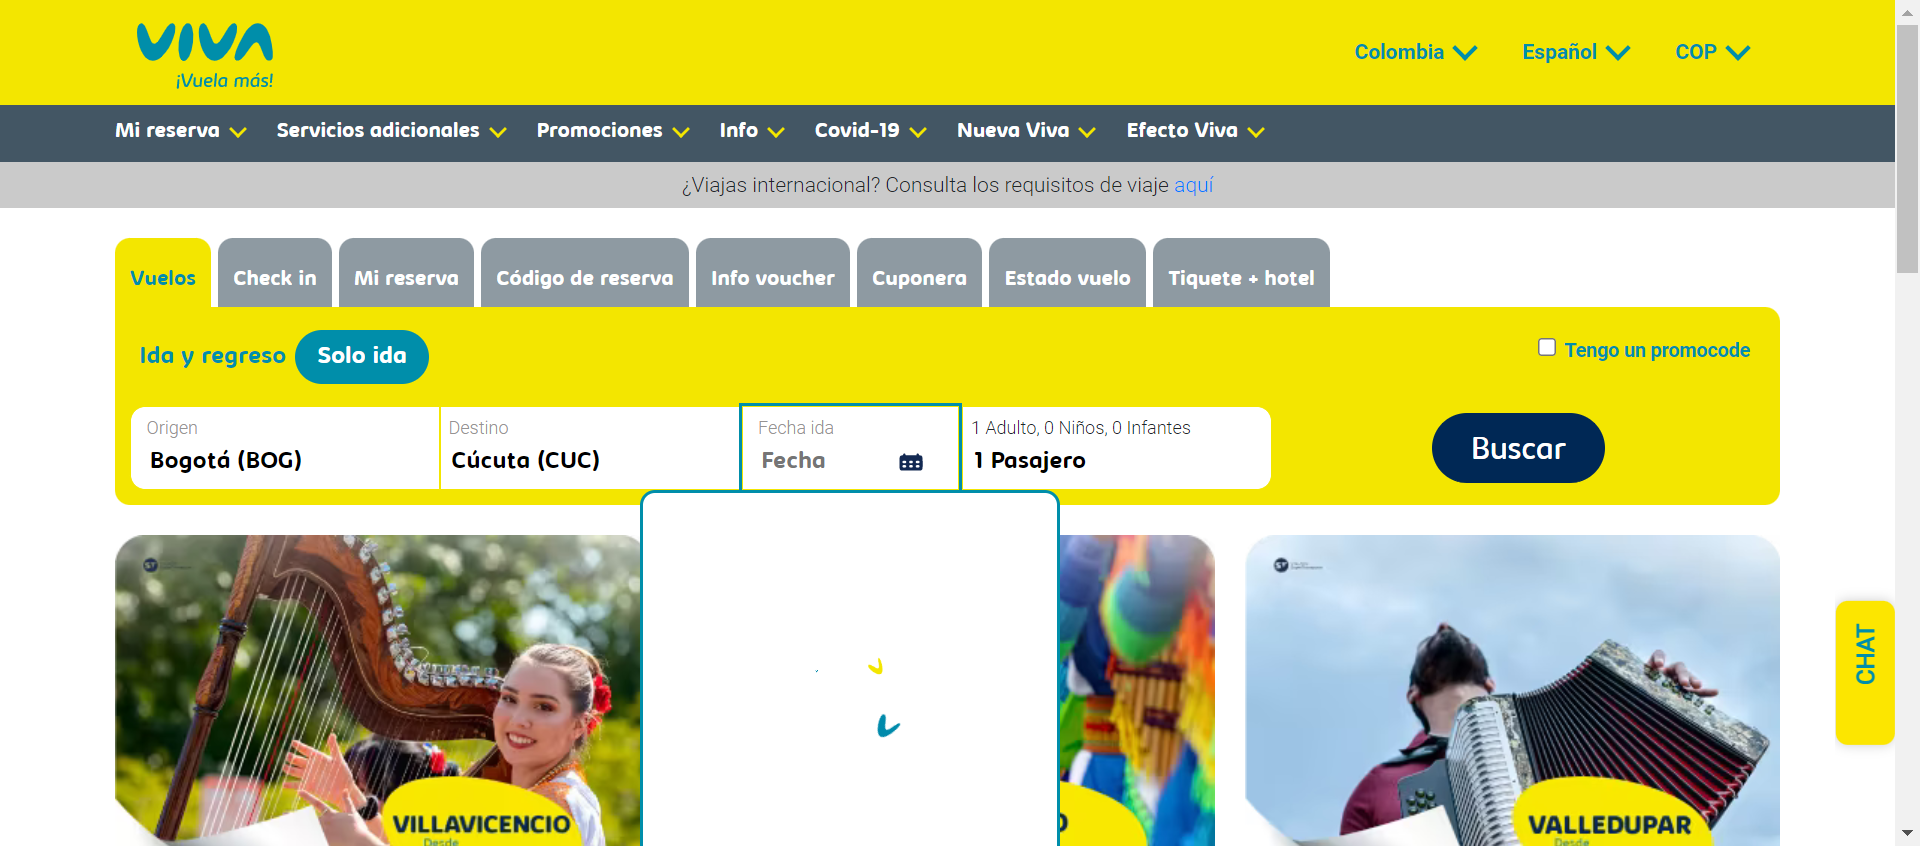 VIVA
¡Vuela más!
Colombia
Español
COP
Mi reserva
Servicios adicionales
Promociones
Info
Covid-19
Nueva Viva
Efecto Viva
¿Viajas internacional? Consulta los requisitos de viaje aquí
Vuelos
Check in
Mi reserva
Código de reserva
Info voucher
Cuponera
Estado vuelo
Tiquete + hotel
Ida y regreso
Solo ida
Tengo un promocode
Origen
Bogotá (BOG)
Destino
Cúcuta (CUC)
Fecha ida
Fecha
1 Adulto, 0 Niños, 0 Infantes
1 Pasajero
Buscar
CHAT
VILLAVICENCIO
Desde
VALLEDUPAR
Desde